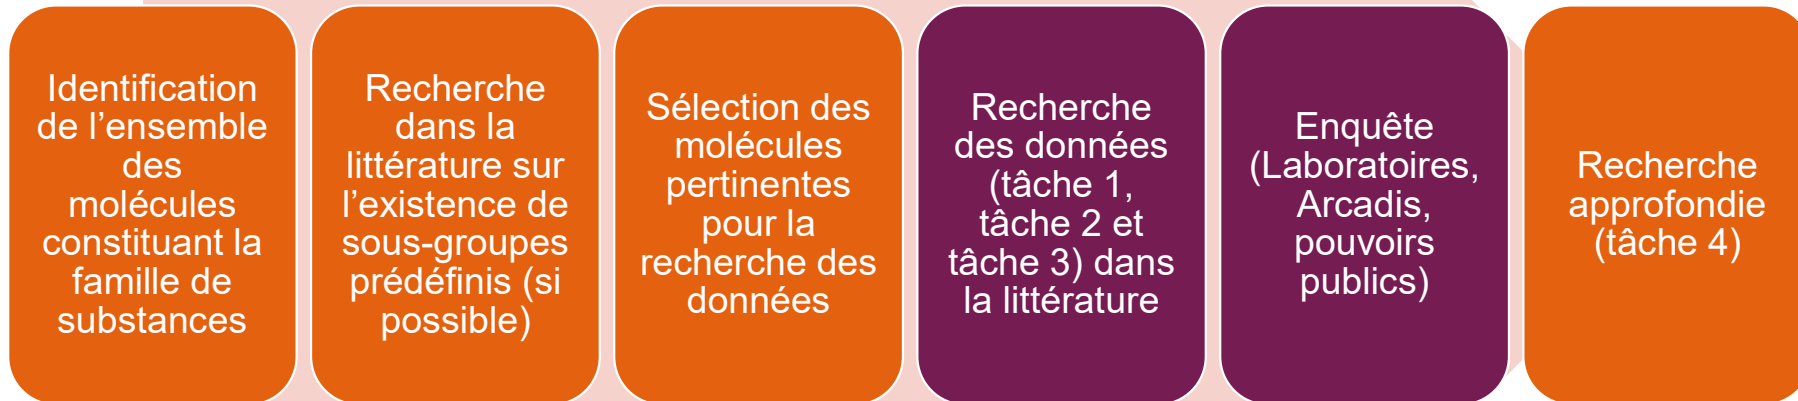 Identification
de l’ensemble
des
molécules
constituant la
famille de
substances
Recherche
dans la
littérature sur
l’existence de
sous-groupes
prédéfinis (si
possible)
Sélection des
molécules
pertinentes
pour la
recherche des
données
Recherche
des données
(tâche 1,
tâche 2 et
tâche 3) dans
la littérature
Enquête
(Laboratoires,
Arcadis,
pouvoirs
publics)
Recherche
approfondie
(tâche 4)